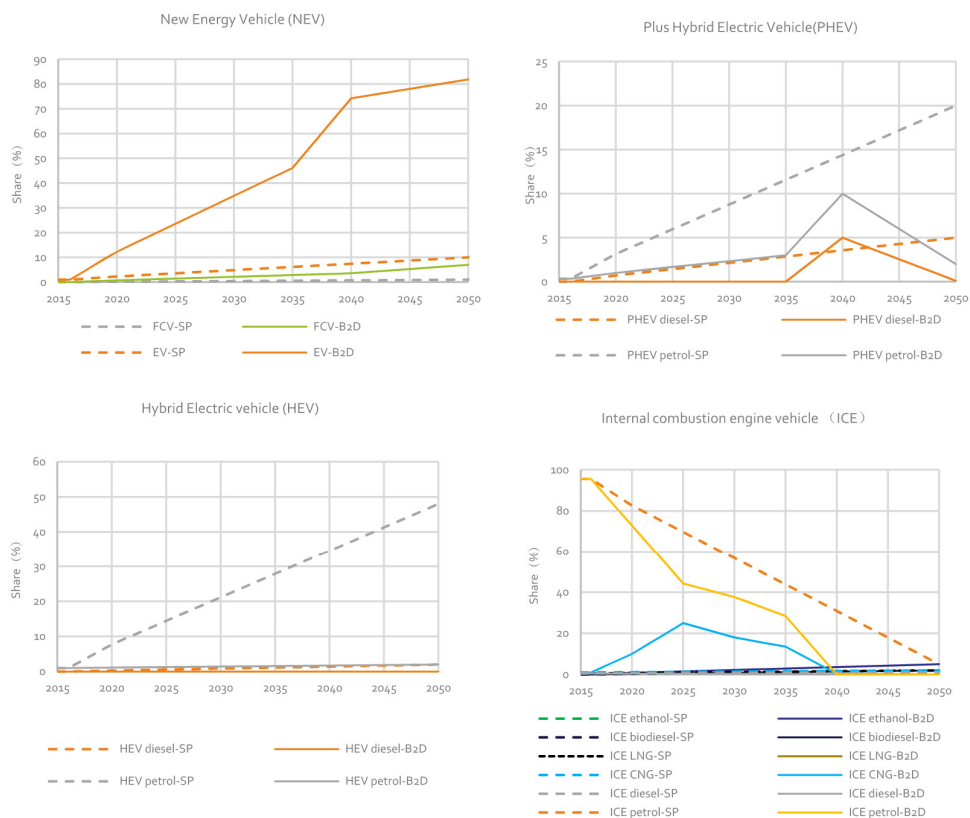 New Energy Vehicle (NEV)
Share (%)
90
80
70
60
50
40
30
20
10
0
2015 2020 2025 2030 2035 2040 2045 2050
FCV-SP FCV-B2D
EV-SP EV-B2D
Plus Hybrid Electric Vehicle(PHEV)
Share (%)
25
20
15
10
5
0
2015 2020 2025 2030 2035 2040 2045 2050
PHEV diesel-SP PHEV diesel-B2D
PHEV petrol-SP PHEV petrol-B2D
Hybrid Electric vehicle (HEV)
Share (%)
60
50
40
30
20
10
0
2015 2020 2025 2030 2035 2040 2045 2050
HEV diesel-SP HEV diesel-B2D
HEV petrol-SP HEV petrol-B2D
Internal combustion engine vehicle （ICE）
Share (%)
100
80
60
40
20
0
2015 2020 2025 2030 2035 2040 2045 2050
ICE ethanol-SP ICE ethanol-B2D
ICE biodiesel-SP ICE biodiesel-B2D
ICE LNG-SP ICE LNG-B2D
ICE CNG-SP ICE CNG-B2D
ICE diesel-SP ICE diesel-B2D
ICE petrol-SP ICE petrol-B2D